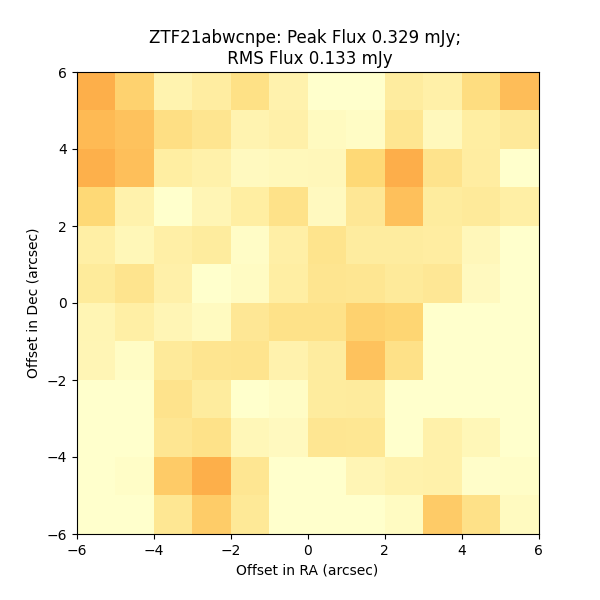 ZTF21abwcnpe: Peak Flux 0.329 mJy;
RMS Flux 0.133 mJy
6
4
2
0
−2
−4
−6
Offset in Dec (arcsec)
−6 −4 −2 0 2 4 6
Offset in RA (arcsec)